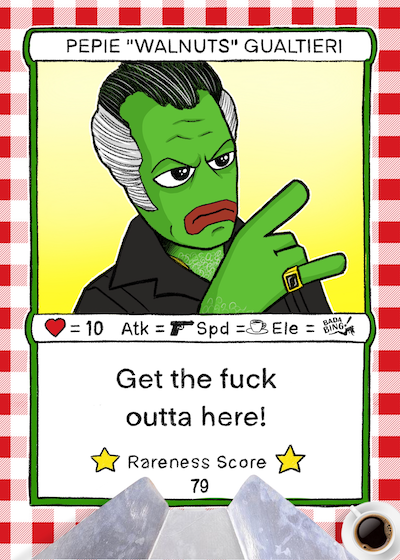 PEPIE "WALNUTS" GUALTIERI
= 10 Atk = Spd = Ele = BADA BING!
Get the fuck
outta here!
Rareness Score
79